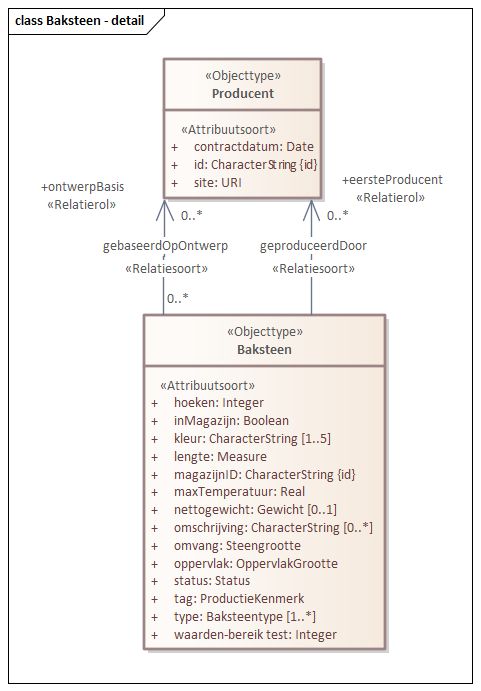 class Baksteen - detail
«Objecttype»
Producent
«Attribuutsoort»
+ contractdatum: Date
+ id: CharacterString {id}
+ site: URI
+ontwerpBasis
«Relatierol»
0..*
+eersteProducent
«Relatierol»
0..*
gebaseerdOpOntwerp
«Relatiesoort»
geproduceerdDoor
«Relatiesoort»
0..*
«Objecttype»
Baksteen
«Attribuutsoort»
+ hoeken: Integer
+ inMagazijn: Boolean
+ kleur: CharacterString [1..5]
+ lengte: Measure
+ magazijnID: CharacterString {id}
+ maxTemperatuur: Real
+ nettogewicht: Gewicht [0..1]
+ omschrijving: CharacterString [0..*]
+ omvang: Steengrootte
+ oppervlak: OppervlakGrootte
+ status: Status
+ tag: ProductieKenmerk
+ type: Baksteentype [1..*]
+ waarden-bereik test: Integer